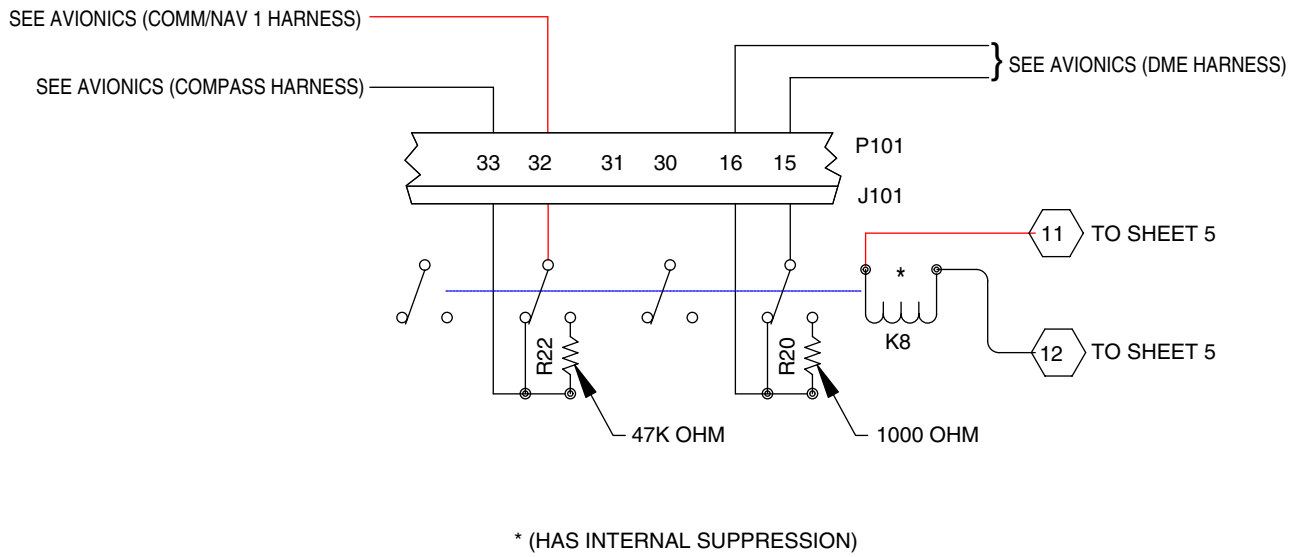 SEE AVIONICS (COMM/NAV 1 HARNESS)
SEE AVIONICS (COMPASS HARNESS)
} SEE AVIONICS (DME HARNESS)
33 32 31 30 16 15
P101
J101
11 TO SHEET 5
*
K8
12 TO SHEET 5
R22
R20
47K OHM
1000 OHM
* (HAS INTERNAL SUPPRESSION)